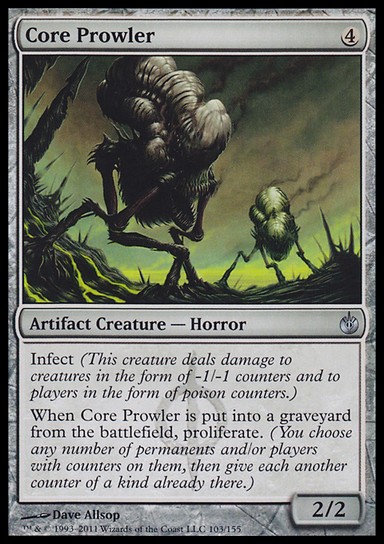 Core Prowler 4
Artifact Creature — Horror
Infect (This creature deals damage to
creatures in the form of -1/-1 counters and to
players in the form of poison counters.)
When Core Prowler is put into a graveyard
from the battlefield, proliferate. (You choose
any number of permanents and/or players
with counters on them, then give each another
counter of a kind already there.)
Dave Allsop
2/2
™ & © 1993–2011 Wizards of the Coast LLC 103/155